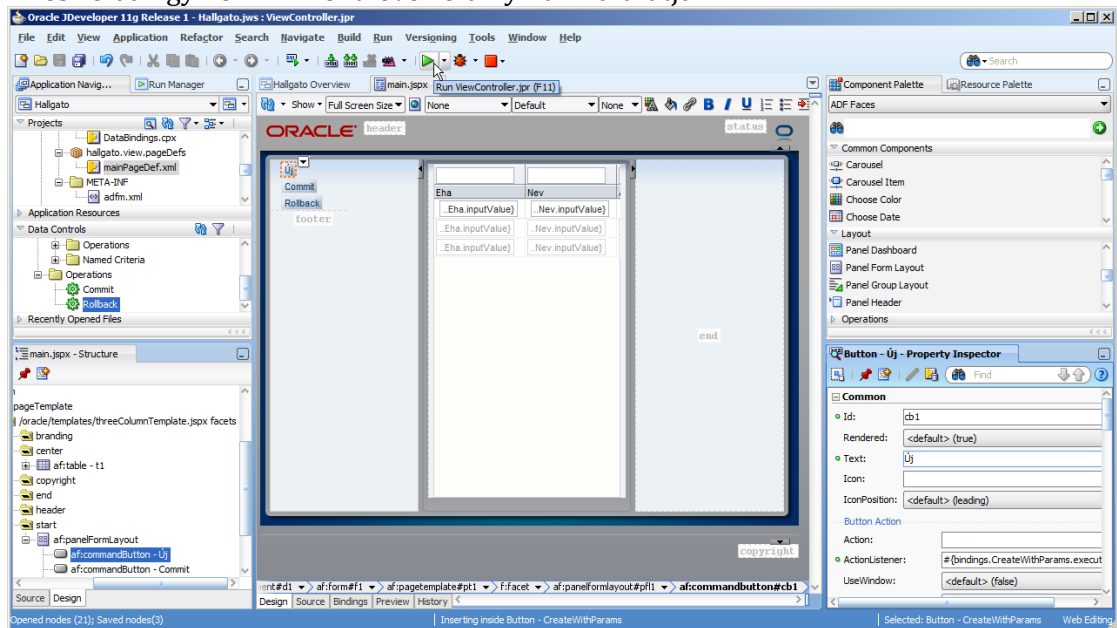 Oracle JDeveloper 11g Release 1 - Hallgato.jws : ViewController.jpr
File Edit View Application Refactor Search Navigate Build Run Versioning Tools Window Help
Search
Application Navig... Run Manager
Hallgato Overview main.jspx
Run ViewController.jpr (F11)
Component Palette Resource Palette
Hallgato
Show Full Screen Size None Default None B I U
ADF Faces
Projects
DataBindings.cpx
hallgato.view.pageDefs
mainPageDef.xml
META-INF
adfm.xml
Application Resources
Data Controls
Operations
Named Criteria
Operations
Commit
Rollback
Recently Opened Files
ORACLE header status
Új
Commit
Rollback
footer
Eha Nev
..Eha.inputValue} ..Nev.inputValue}
..Eha.inputValue} ..Nev.inputValue}
..Eha.inputValue} ..Nev.inputValue}
end
copyright
Common Components
Carousel
Carousel Item
Choose Color
Choose Date
Layout
Panel Dashboard
Panel Form Layout
Panel Group Layout
Panel Header
Operations
main.jspx - Structure
pageTemplate
/oracle/templates/threeColumnTemplate.jspx facets
branding
center
af:table - t1
copyright
end
header
start
af:panelFormLayout
af:commandButton - Új
af:commandButton - Commit
Source Design
Button - Új - Property Inspector
Find
Common
Id: cb1
Rendered: <default> (true)
Text: Új
Icon:
IconPosition: <default> (leading)
Button Action
Action:
ActionListener: #{bindings.CreateWithParams.execut
UseWindow: <default> (false)
ent#d1 af:form#f1 af:pagetemplate#pt1 f:facet af:panelformlayout#pfl1 af:commandbutton#cb1
Design Source Bindings Preview History
Opened nodes (21); Saved nodes(3) Inserting inside Button - CreateWithParams Selected: Button - CreateWithParams Web Editing